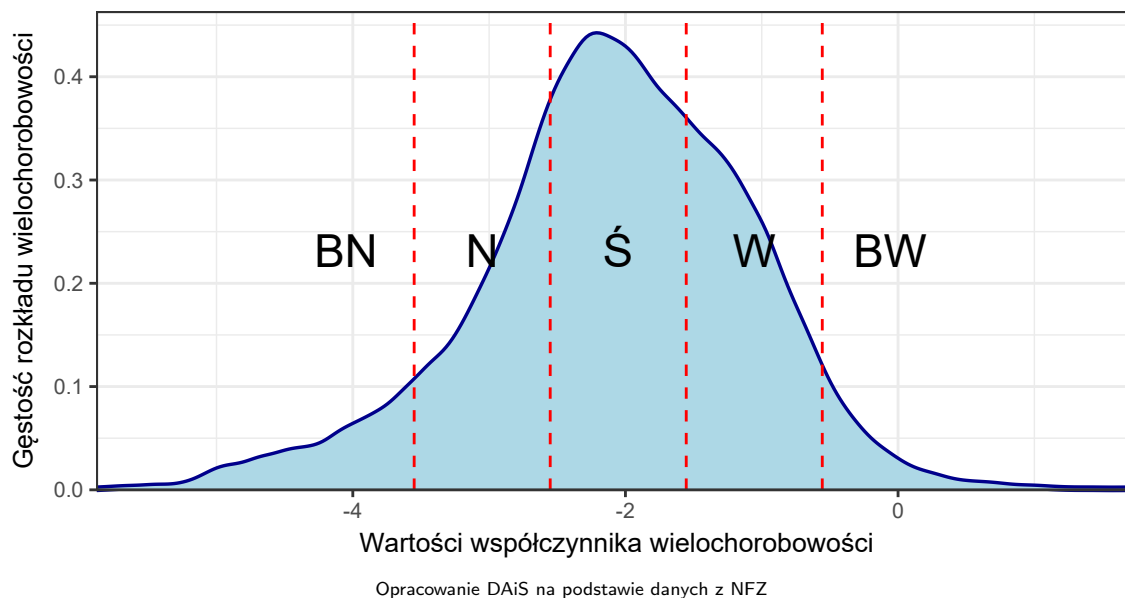 Gęstość rozkładu wielochorobowości
0.4
0.3
0.2
0.1
0.0
BN N Ś W BW
-4 -2 0
Wartości współczynnika wielochorobowości
Opracowanie DAiS na podstawie danych z NFZ